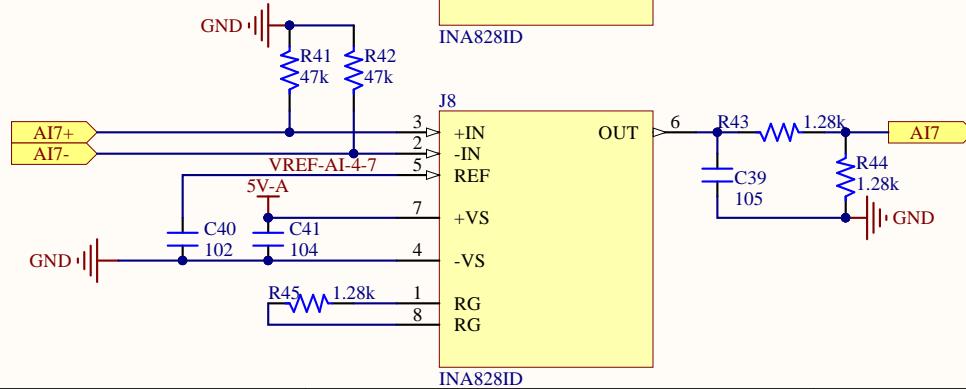 INA828ID
GND
R41
47k
R42
47k
J8
AI7+
3
+IN
OUT
6
R43
1.28k
AI7
AI7-
2
-IN
VREF-AI-4-7
5
REF
C39
105
R44
1.28k
5V-A
7
+VS
GND
C40
102
C41
104
GND
4
-VS
R45
1.28k
1
RG
8
RG
INA828ID